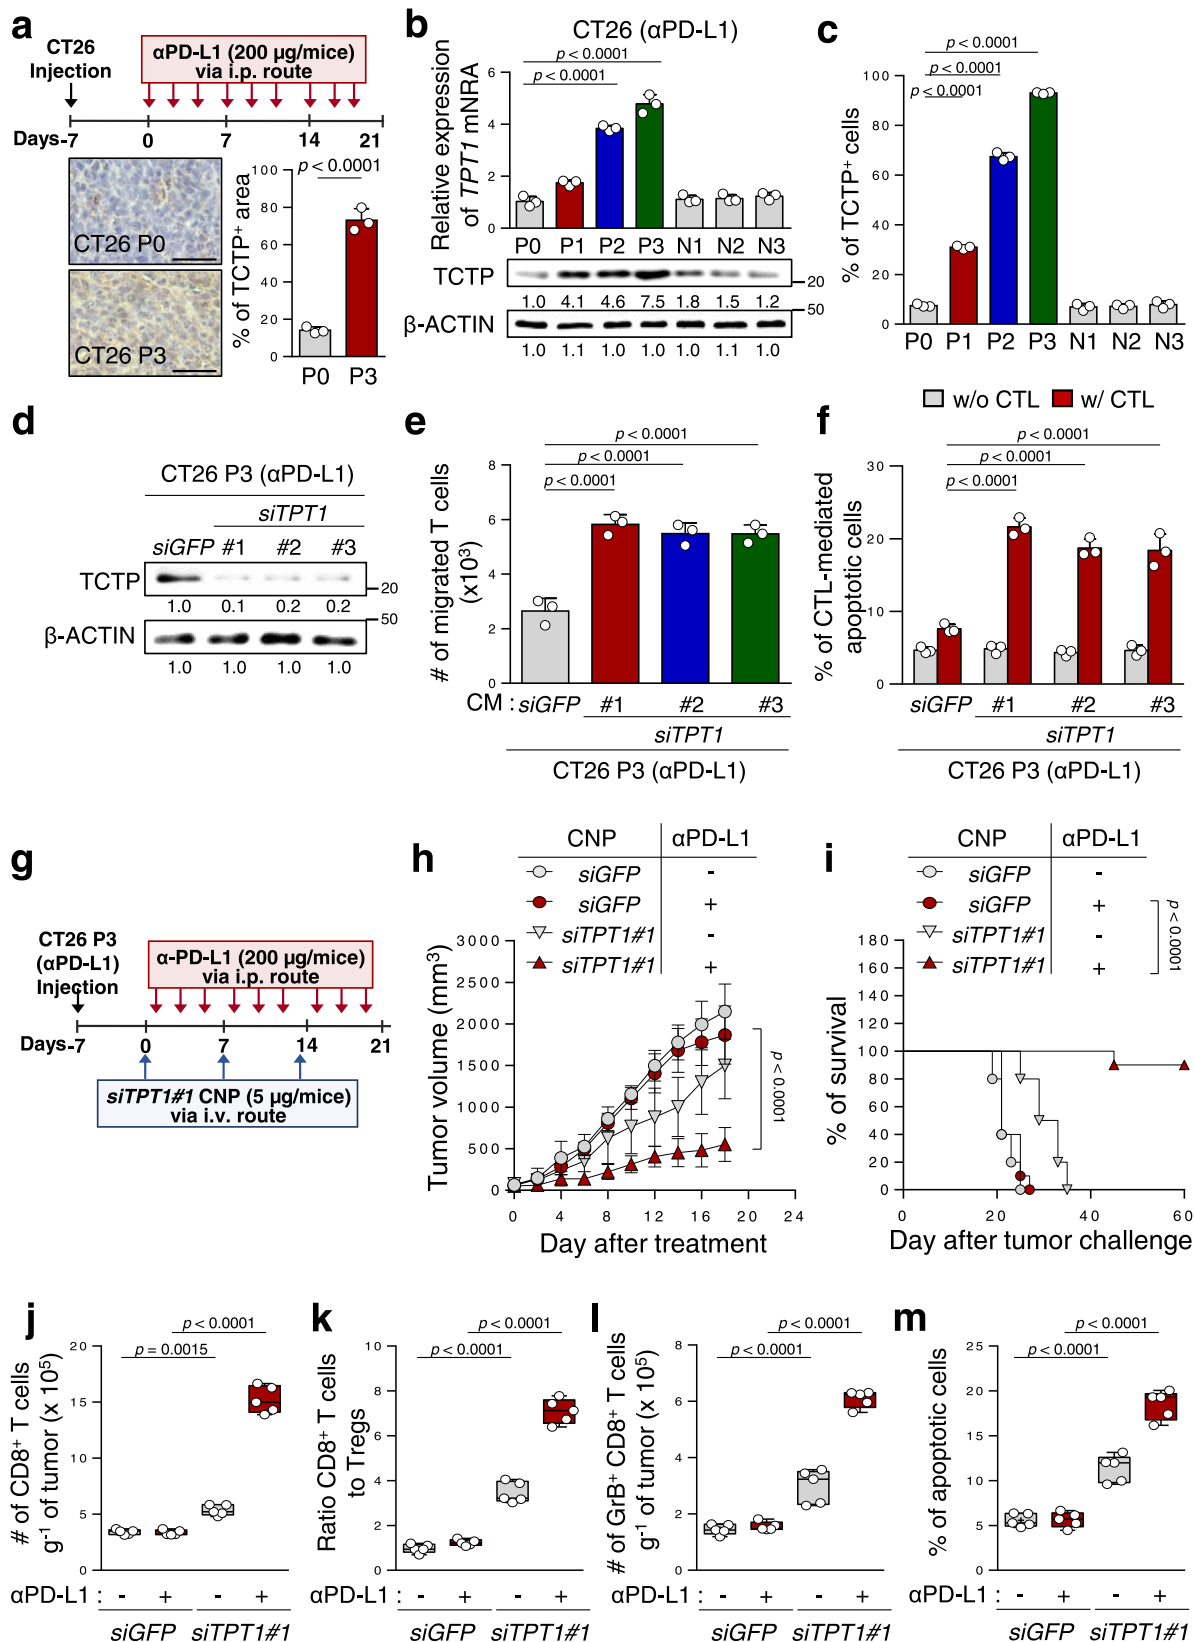 a
CT26
Injection
αPD-L1 (200 µg/mice)
via i.p. route
Days-7 0 7 14 21
CT26 P0
CT26 P3
% of TCTP⁺ area
p < 0.0001
100
80
60
40
20
0
P0 P3
b
CT26 (αPD-L1)
p < 0.0001
p < 0.0001
Relative expression
of TPT1 mNRA
6
4
2
0
P0 P1 P2 P3 N1 N2 N3
TCTP
20
1.0 4.1 4.6 7.5 1.8 1.5 1.2
50
β-ACTIN
1.0 1.1 1.0 1.0 1.0 1.1 1.0
c
p < 0.0001
p < 0.0001
p < 0.0001
% of TCTP⁺ cells
100
80
60
40
20
0
P0 P1 P2 P3 N1 N2 N3
d
CT26 P3 (αPD-L1)
siTPT1
siGFP #1 #2 #3
TCTP
20
1.0 0.1 0.2 0.2
50
β-ACTIN
1.0 1.0 1.0 1.0
e
p < 0.0001
p < 0.0001
p < 0.0001
# of migrated T cells
(x10³)
8
6
4
2
0
CM : siGFP #1 #2 #3
siTPT1
CT26 P3 (αPD-L1)
w/o CTL w/ CTL
f
p < 0.0001
p < 0.0001
p < 0.0001
% of CTL-mediated
apoptotic cells
30
20
10
0
siGFP #1 #2 #3
siTPT1
CT26 P3 (αPD-L1)
g
CT26 P3
(αPD-L1)
Injection
α-PD-L1 (200 µg/mice)
via i.p. route
Days-7 0 7 14 21
siTPT1#1 CNP (5 µg/mice)
via i.v. route
h
CNP αPD-L1
siGFP -
siGFP +
siTPT1#1 -
siTPT1#1 +
Tumor volume (mm³)
3000
2500
2000
1500
1000
500
0
p < 0.0001
0 4 8 12 16 20 24
Day after treatment
i
CNP αPD-L1
siGFP -
siGFP +
siTPT1#1 -
siTPT1#1 +
p < 0.0001
% of survival
180
160
140
120
100
80
60
40
20
0
0 20 40 60
Day after tumor challenge
j
p < 0.0001
p = 0.0015
# of CD8⁺ T cells
g⁻¹ of tumor (x 10⁵)
20
15
10
5
0
αPD-L1 : - + - +
siGFP siTPT1#1
k
p < 0.0001
p < 0.0001
Ratio CD8⁺ T cells
to Tregs
10
8
6
4
2
0
αPD-L1 : - + - +
siGFP siTPT1#1
l
p < 0.0001
p < 0.0001
# of GrB⁺ CD8⁺ T cells
g⁻¹ of tumor (x 10⁵)
8
6
4
2
0
αPD-L1 : - + - +
siGFP siTPT1#1
m
p < 0.0001
p < 0.0001
% of apoptotic cells
25
20
15
10
5
0
αPD-L1 : - + - +
siGFP siTPT1#1